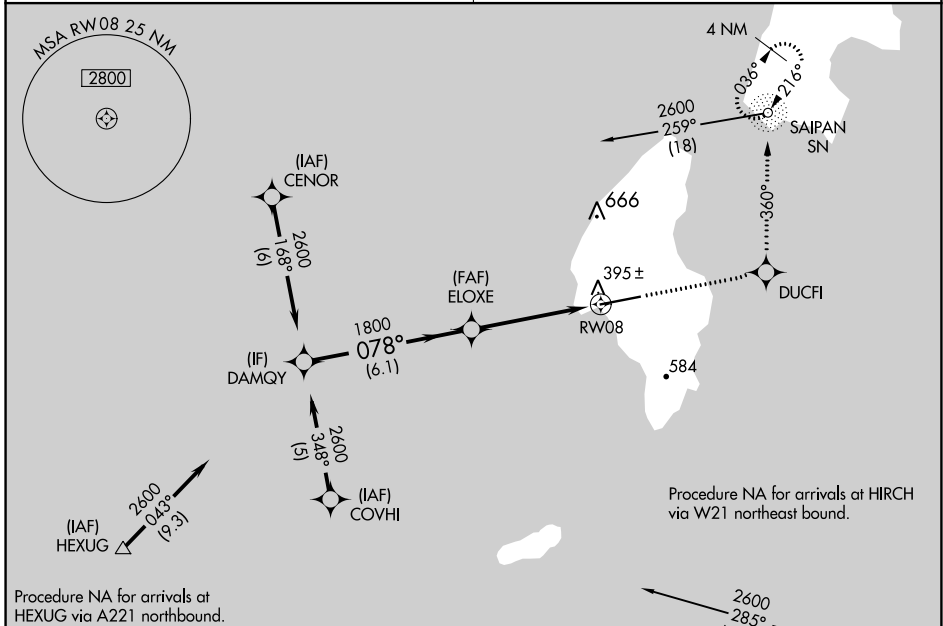 MSA RW08 25 NM
2800
4 NM
036°
216°
SAIPAN
SN
2600
259°
(18)
(IAF)
CENOR
2600
168°
(6)
666
360°
395±
DUCFI
(FAF)
ELOXE
RW08
1800
078°
(6.1)
(IF)
DAMQY
584
2600
348°
(5)
(IAF)
COVHI
2600
043°
(9.3)
(IAF)
HEXUG
Procedure NA for arrivals at HIRCH
via W21 northeast bound.
Procedure NA for arrivals at
HEXUG via A221 northbound.
2600
285°